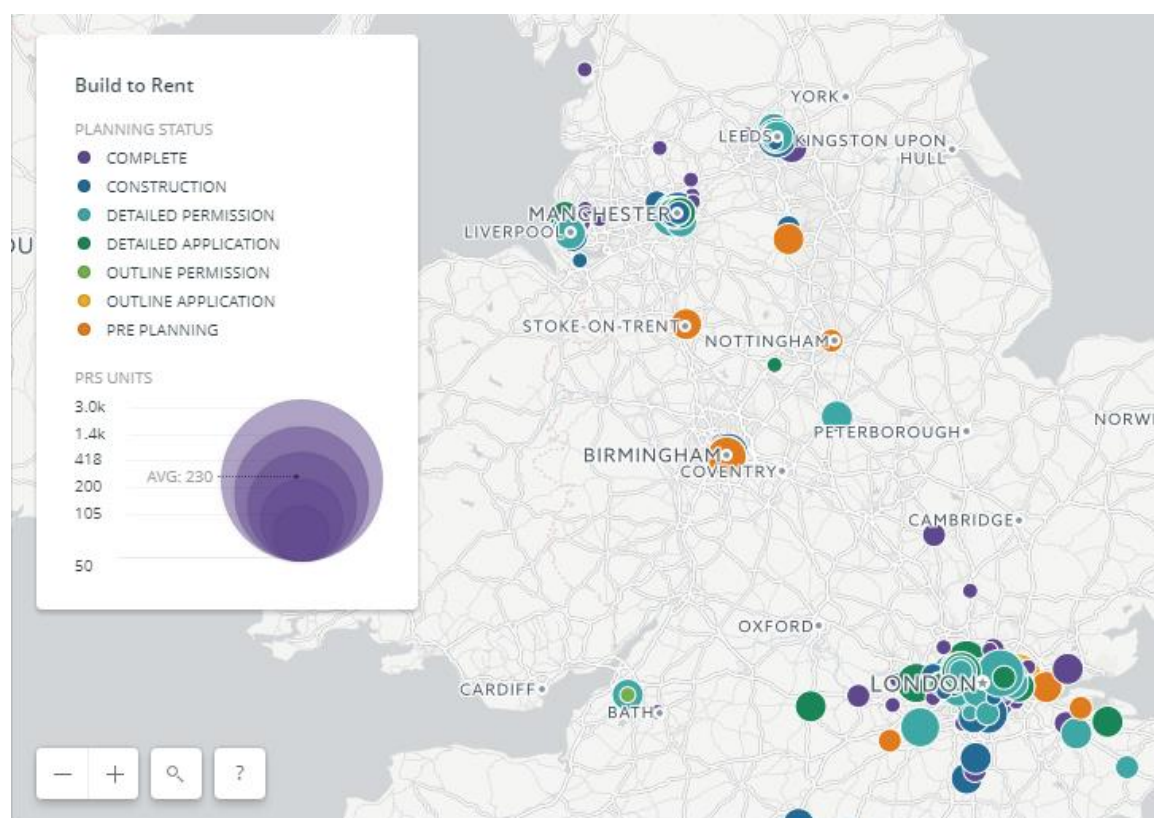 Build to Rent
PLANNING STATUS
COMPLETE
CONSTRUCTION
DETAILED PERMISSION
DETAILED APPLICATION
OUTLINE PERMISSION
OUTLINE APPLICATION
PRE PLANNING
PRS UNITS
3.0k
1.4k
418
AVG: 230
200
105
50
YORK
LEEDS
KINGSTON UPON
HULL
MANCHESTER
LIVERPOOL
STOKE-ON-TRENT
NOTTINGHAM
PETERBOROUGH
BIRMINGHAM
COVENTRY
CAMBRIDGE
OXFORD
LONDON
CARDIFF
BATH
− + ?